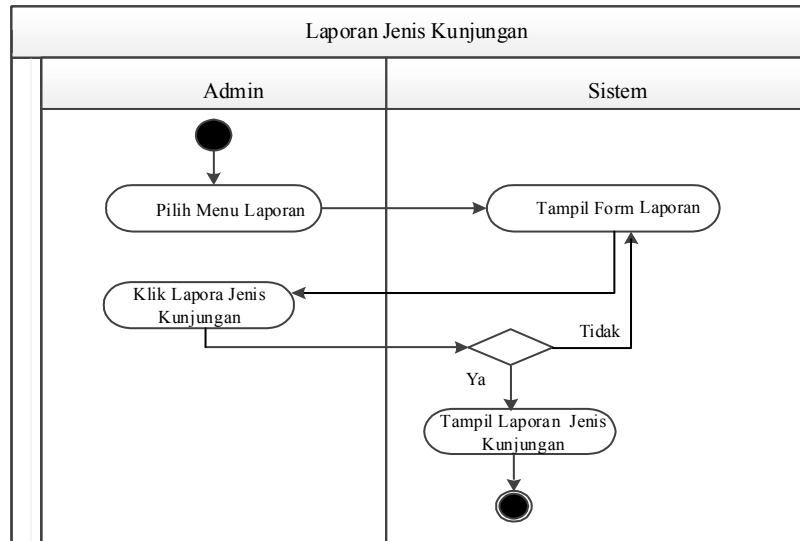 Laporan Jenis Kunjungan
Admin
Sistem
Pilih Menu Laporan
Tampil Form Laporan
Klik Lapora Jenis
Kunjungan
Tidak
Ya
Tampil Laporan Jenis
Kunjungan